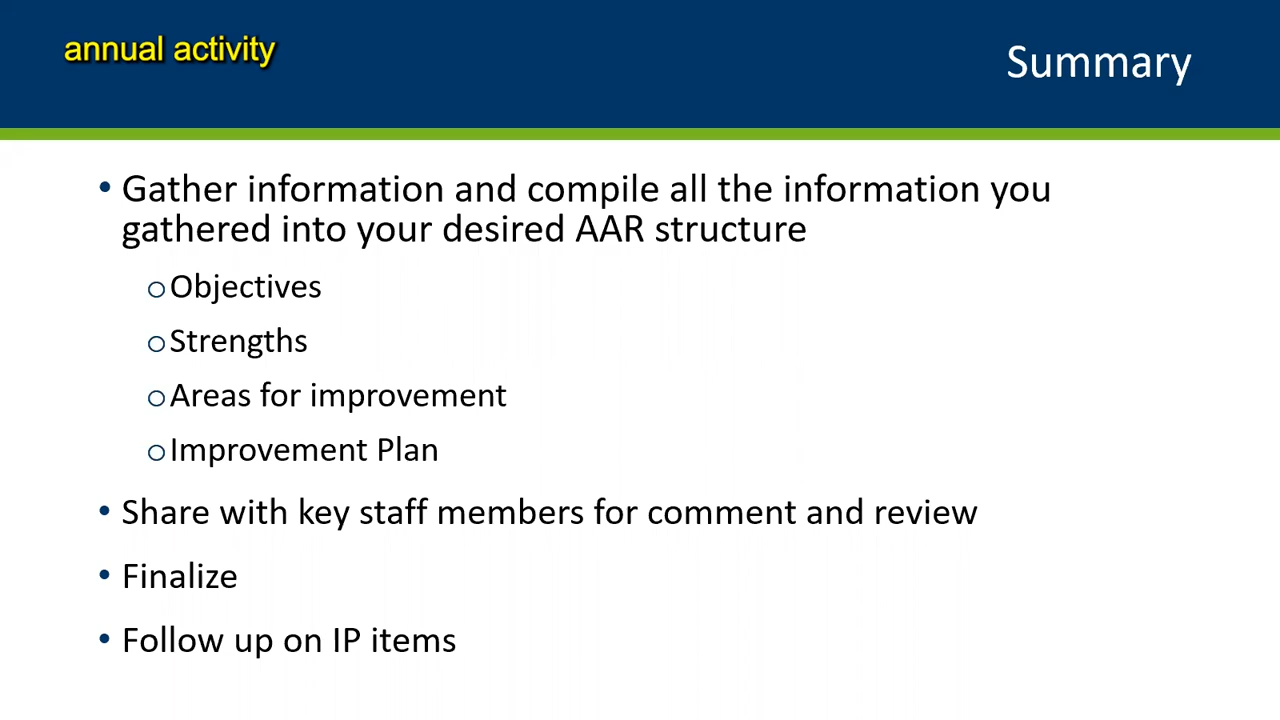 annual activity
Summary
• Gather information and compile all the information you
gathered into your desired AAR structure
○ Objectives
○ Strengths
○ Areas for improvement
○ Improvement Plan
• Share with key staff members for comment and review
• Finalize
• Follow up on IP items